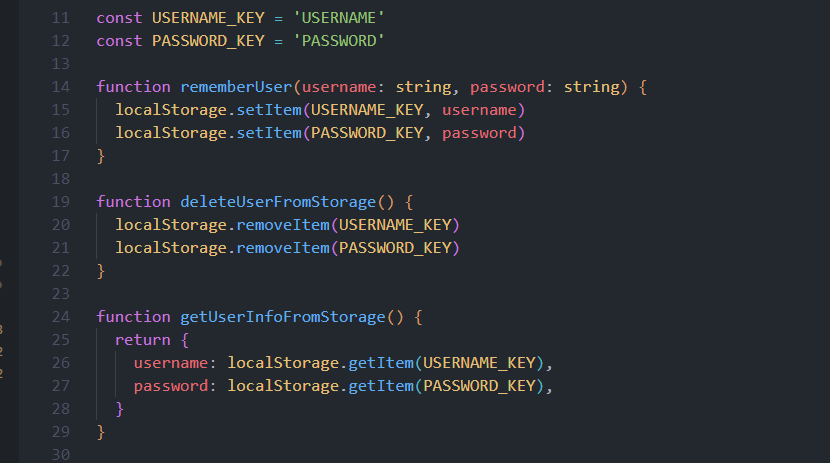 11 const USERNAME_KEY = 'USERNAME'
12 const PASSWORD_KEY = 'PASSWORD'
13
14 function rememberUser(username: string, password: string) {
15   localStorage.setItem(USERNAME_KEY, username)
16   localStorage.setItem(PASSWORD_KEY, password)
17 }
18
19 function deleteUserFromStorage() {
20   localStorage.removeItem(USERNAME_KEY)
21   localStorage.removeItem(PASSWORD_KEY)
22 }
23
24 function getUserInfoFromStorage() {
25   return {
26     username: localStorage.getItem(USERNAME_KEY),
27     password: localStorage.getItem(PASSWORD_KEY),
28   }
29 }
30